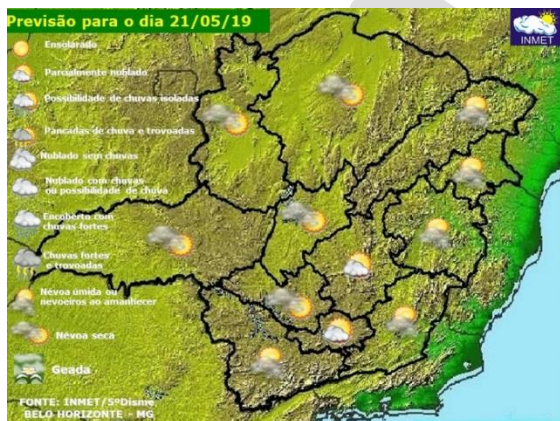 Previsão para o dia 21/05/19
INMET
Ensolarado
Parcialmente nublado
Possibilidade de chuvas isoladas
Pancadas de chuva e trovoadas
Nublado sem chuvas
Nublado com chuvas
ou possibilidade de chuva
Encoberto com
chuvas fortes
Chuvas fortes
e trovoadas
Névoa úmida ou
nevoeiros ao amanhecer
Névoa seca
Geada
FONTE: INMET/5ºDisme
BELO HORIZONTE - MG